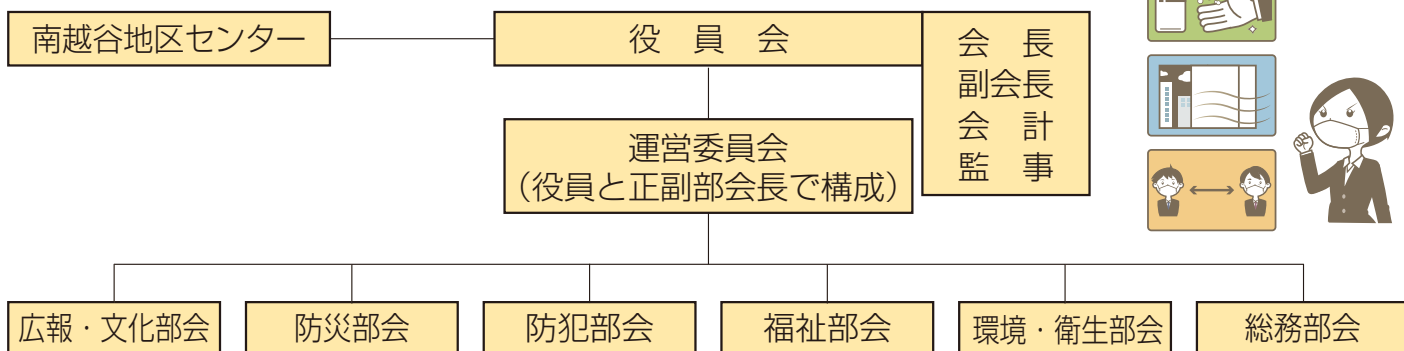 南越谷地区センター
役　員　会
会　長
副会長
会　計
監　事
運営委員会
（役員と正副部会長で構成）
広報・文化部会
防災部会
防犯部会
福祉部会
環境・衛生部会
総務部会